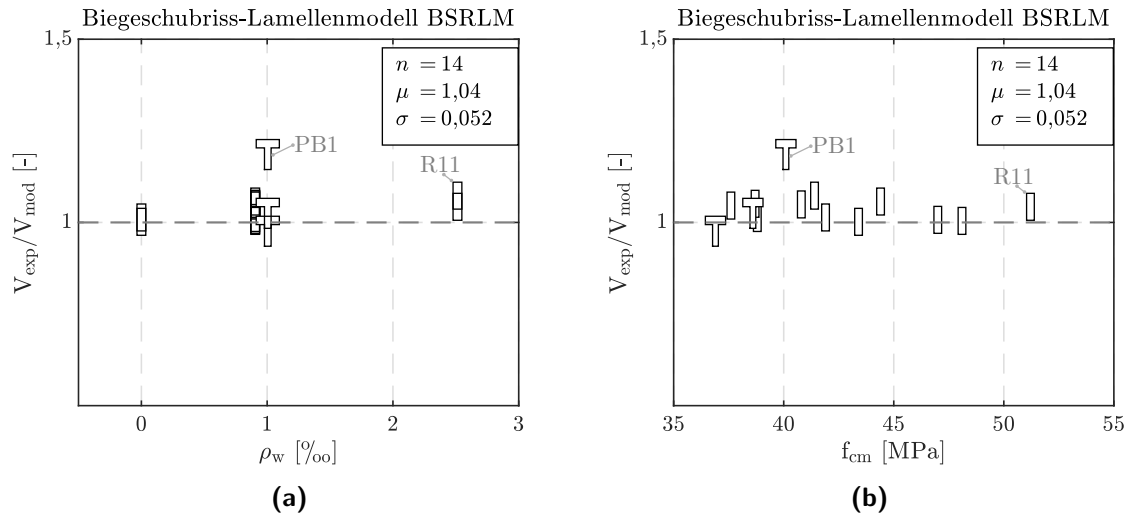 Biegeschubriss-Lamellenmodell BSRLM
1,5
n = 14
μ = 1,04
σ = 0,052
PB1
R11
1
V_exp/V_mod [-]
0
1
2
3
ρ_w [‰]
(a)
Biegeschubriss-Lamellenmodell BSRLM
1,5
n = 14
μ = 1,04
σ = 0,052
PB1
R11
1
V_exp/V_mod [-]
35
40
45
50
55
f_cm [MPa]
(b)